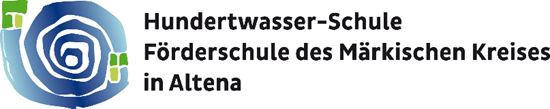 Hundertwasser-Schule
Förderschule des Märkischen Kreises
in Altena